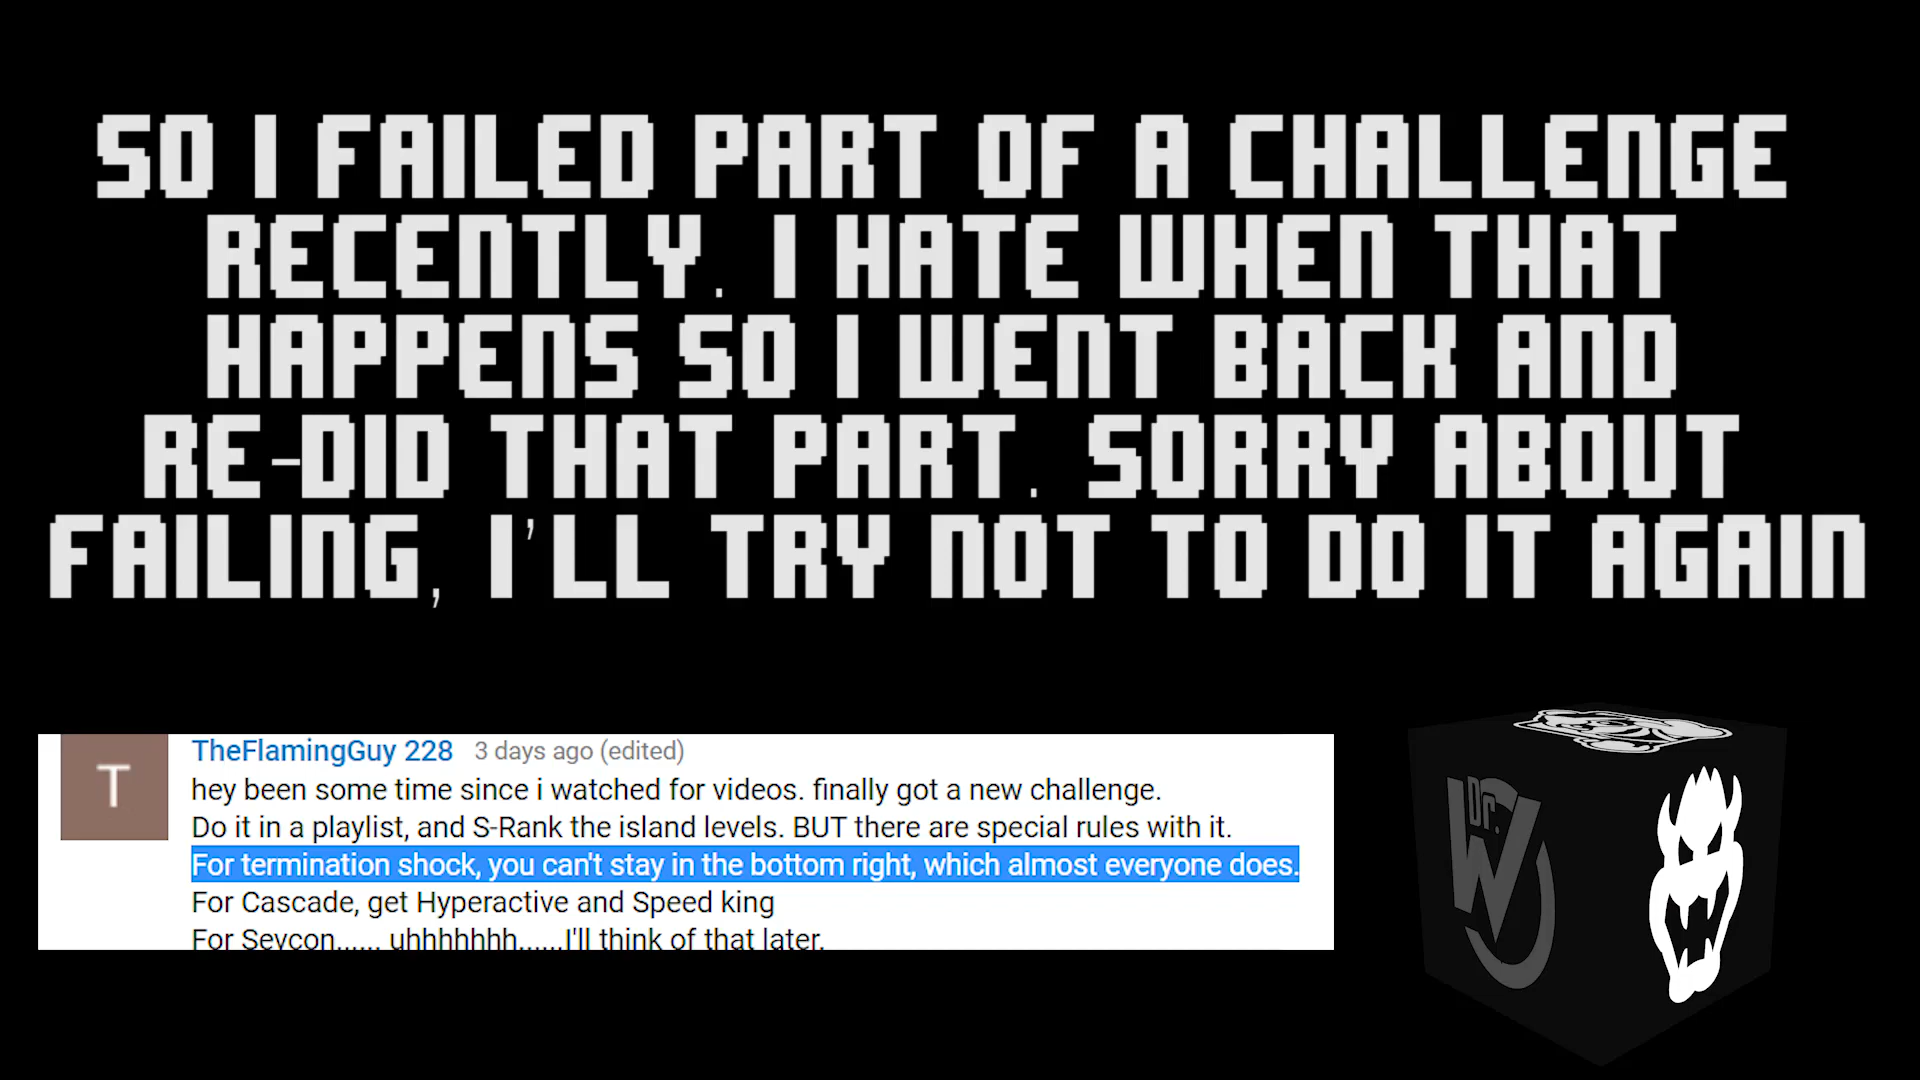 SO I FAILED PART OF A CHALLENGE
RECENTLY. I HATE WHEN THAT
HAPPENS SO I WENT BACK AND
RE-DID THAT PART. SORRY ABOUT
FAILING, I'LL TRY NOT TO DO IT AGAIN
T
TheFlamingGuy 228 3 days ago (edited)
hey been some time since i watched for videos. finally got a new challenge.
Do it in a playlist, and S-Rank the island levels. BUT there are special rules with it.
For termination shock, you can't stay in the bottom right, which almost everyone does.
For Cascade, get Hyperactive and Speed king
For Sevcon...... uhhhhhhh......I'll think of that later.
Dr.
W